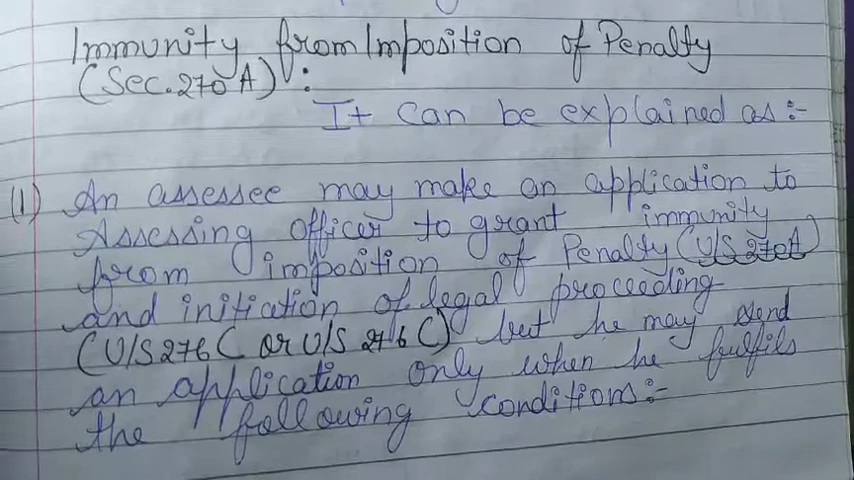 Immunity from Imposition of Penalty
(Sec.270A) :
It can be explained as :-
(1) An assessee may make an application to
Assessing officer to grant immunity
from imposition of Penalty (U/S 270A)
and initiation of legal proceeding
(U/S 276C or U/S 276C) but he may send
an application only when he fulfils
the following conditions:-